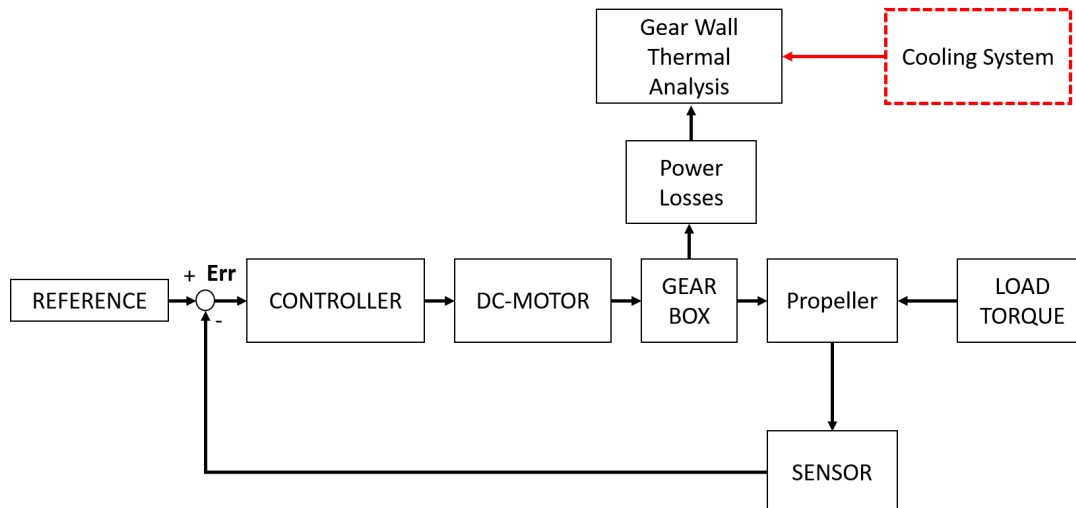 Gear Wall
Thermal
Analysis
Cooling System
Power
Losses
+ Err
REFERENCE
-
CONTROLLER
DC-MOTOR
GEAR
BOX
Propeller
LOAD
TORQUE
SENSOR